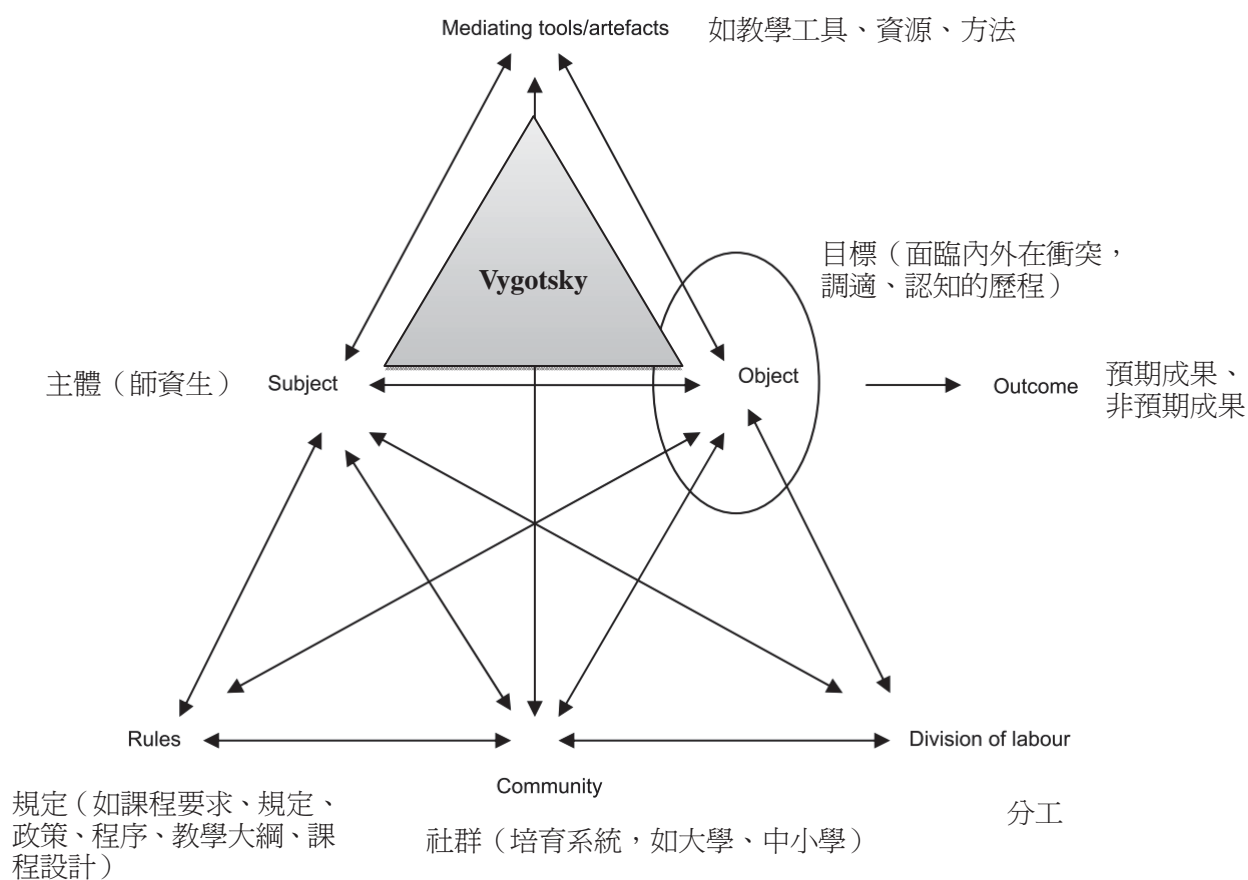 Mediating tools/artefacts 如教學工具、資源、方法
Vygotsky
目標（面臨內外在衝突，
調適、認知的歷程）
主體（師資生） Subject
Object
Outcome
預期成果、
非預期成果
Rules
Division of labour
Community
規定（如課程要求、規定、
政策、程序、教學大綱、課
程設計）
社群（培育系統，如大學、中小學）
分工